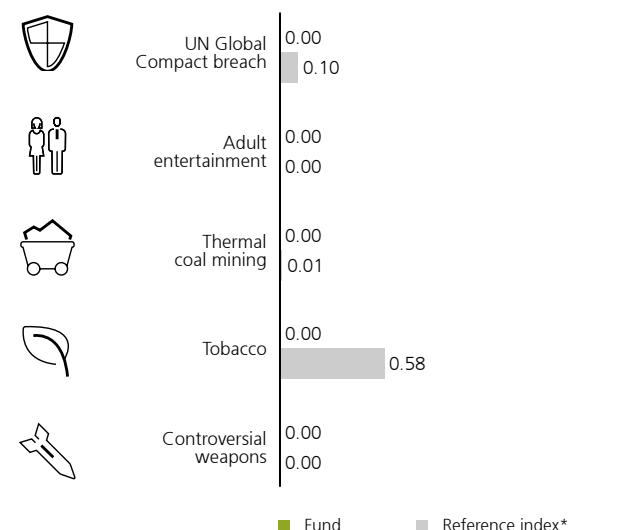 UN Global
Compact breach
0.00
0.10
Adult
entertainment
0.00
0.00
Thermal
coal mining
0.00
0.01
Tobacco
0.00
0.58
Controversial
weapons
0.00
0.00
Fund
Reference index*